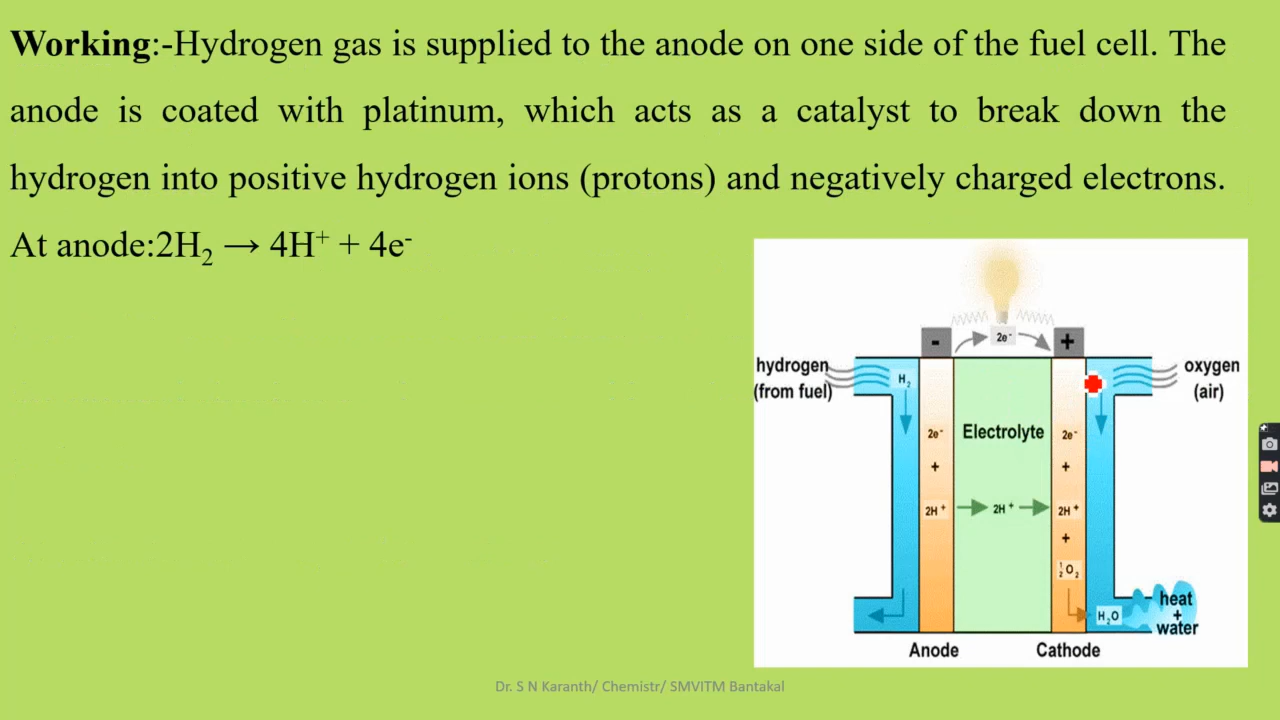 Working:-Hydrogen gas is supplied to the anode on one side of the fuel cell. The
anode is coated with platinum, which acts as a catalyst to break down the
hydrogen into positive hydrogen ions (protons) and negatively charged electrons.
At anode:2H₂ → 4H⁺ + 4e⁻
- 2e⁻ +
hydrogen
(from fuel)
H₂
oxygen
(air)
2e⁻ Electrolyte 2e⁻
+ +
2H⁺ 2H⁺ 2H⁺
+
½O₂
H₂O
heat
+
water
Anode Cathode
Dr. S N Karanth/ Chemistr/ SMVITM Bantakal